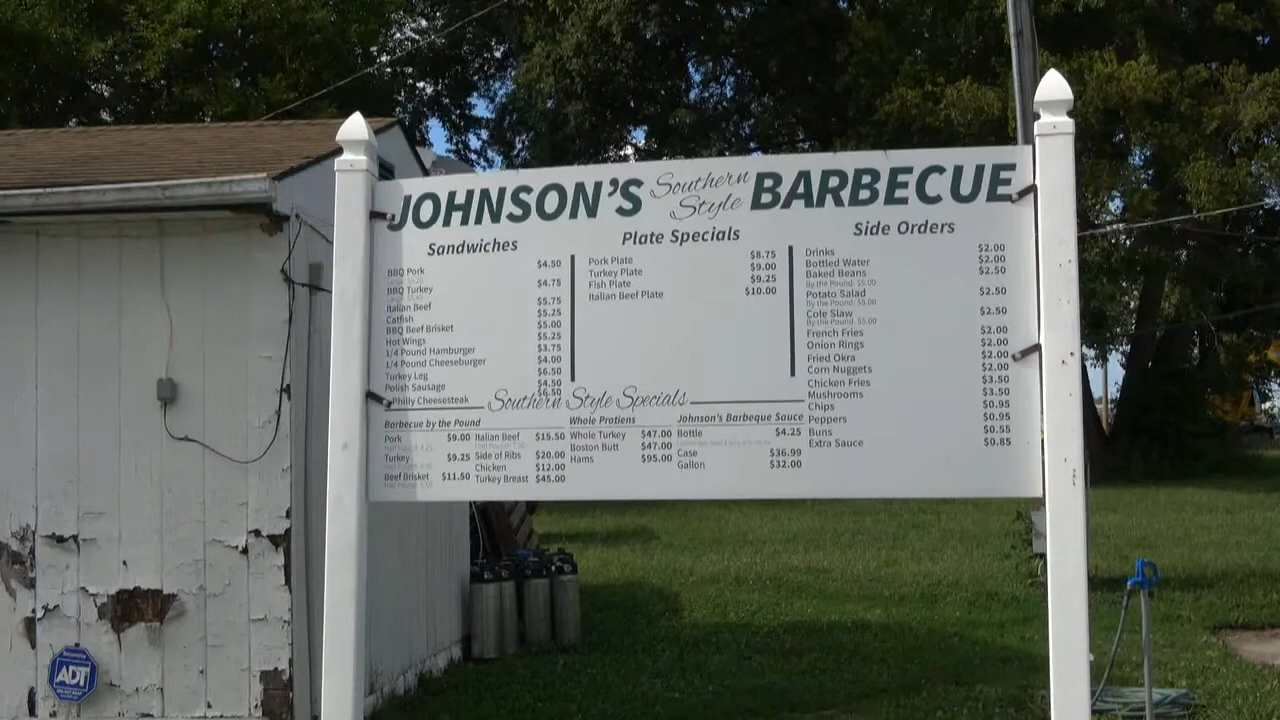 JOHNSON'S Southern Style BARBECUE
Sandwiches
BBQ Pork $4.50
BBQ Turkey $4.75
Italian Beef $5.75
Catfish $5.25
BBQ Beef Brisket $5.00
Hot Wings $5.25
1/4 Pound Hamburger $3.75
1/4 Pound Cheeseburger $4.00
Turkey Leg $6.50
Polish Sausage $4.50
Philly Cheesesteak $6.50
Plate Specials
Pork Plate $8.75
Turkey Plate $9.00
Fish Plate $9.25
Italian Beef Plate $10.00
Side Orders
Drinks $2.00
Bottled Water $2.00
Baked Beans $2.50
By the Pound: $5.00
Potato Salad $2.50
By the Pound: $5.00
Cole Slaw $2.50
By the Pound: $5.00
French Fries $2.00
Onion Rings $2.00
Fried Okra $2.00
Corn Nuggets $2.00
Chicken Fries $3.50
Mushrooms $3.50
Chips $0.95
Peppers $0.95
Buns $0.55
Extra Sauce $0.85
Southern Style Specials
Barbecue by the Pound
Pork $9.00
Turkey $9.25
Beef Brisket $11.50
Italian Beef $15.50
Side of Ribs $20.00
Chicken $12.00
Turkey Breast $45.00
Whole Protiens
Whole Turkey $47.00
Boston Butt $47.00
Hams $95.00
Johnson's Barbeque Sauce
Bottle $4.25
Case $36.99
Gallon $32.00
ADT